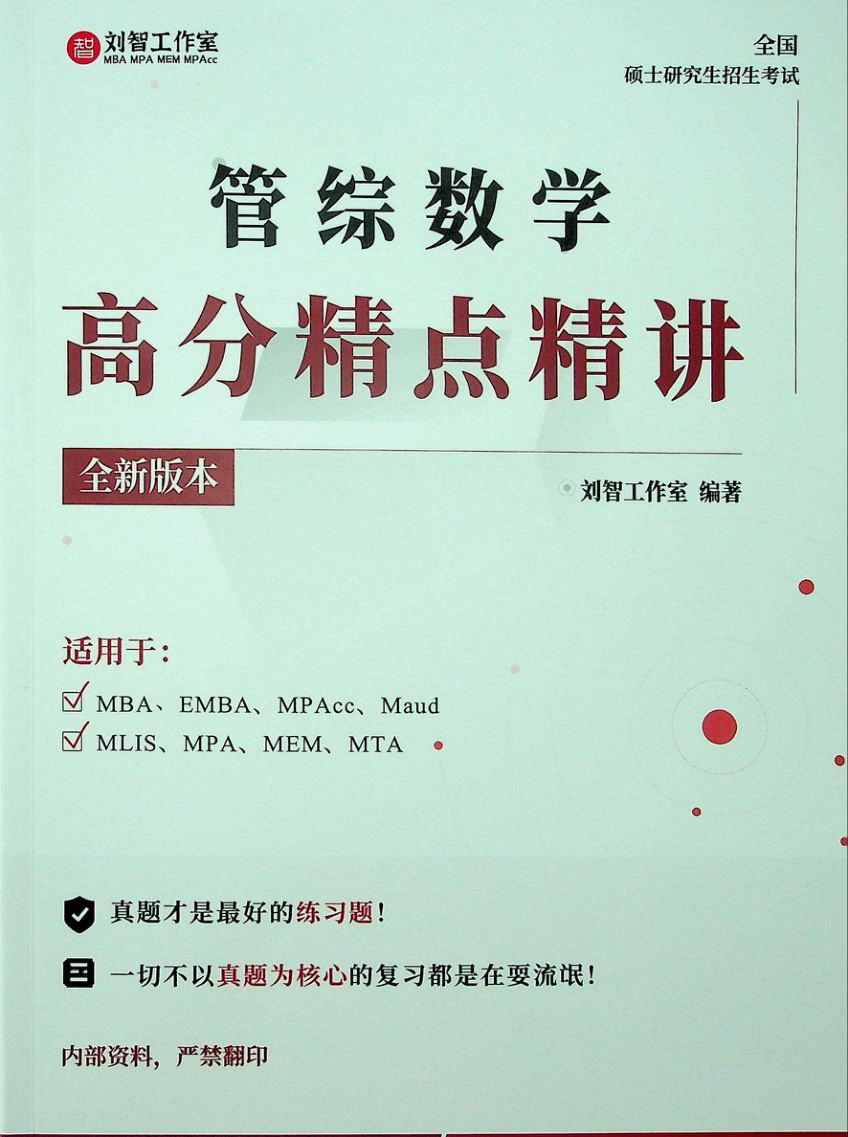 智 刘智工作室
MBA MPA MEM MPAcc
全国
硕士研究生招生考试
管综数学
高分精点精讲
全新版本
刘智工作室 编著
适用于：
MBA、EMBA、MPAcc、Maud
MLIS、MPA、MEM、MTA
真题才是最好的练习题！
一切不以真题为核心的复习都是在耍流氓！
内部资料，严禁翻印